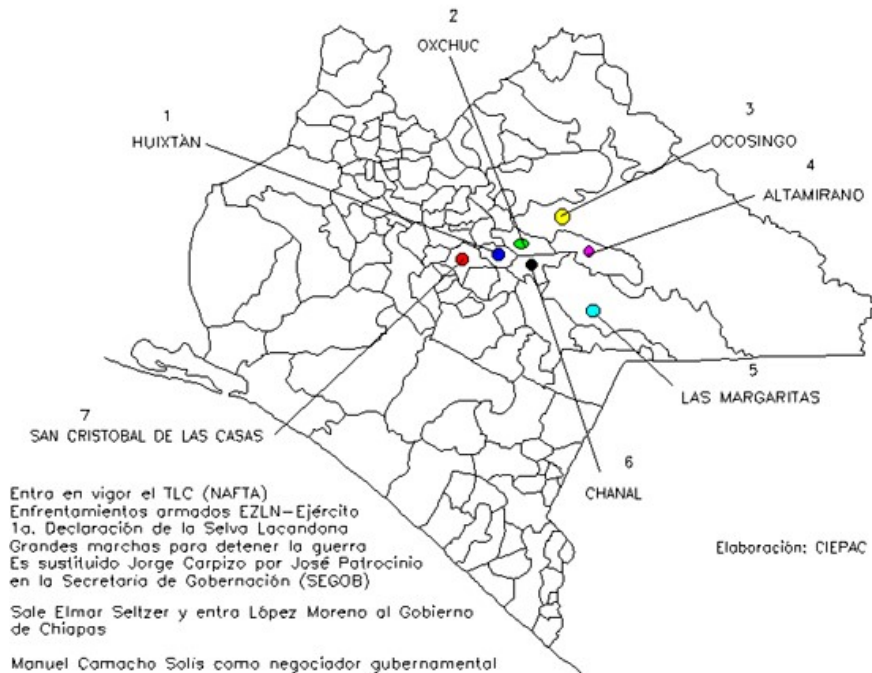 2
OXCHUC
1
HUIXTÀN
3
OCOSINGO
4
ALTAMIRANO
5
LAS MARGARITAS
7
SAN CRISTOBAL DE LAS CASAS
6
CHANAL
Entra en vigor el TLC (NAFTA)
Enfrentamientos armados EZLN-Ejército
1a. Declaración de la Selva Lacandona
Grandes marchas para detener la guerra
Es sustituido Jorge Carpizo por José Patrocinio
en la Secretaría de Gobernación (SEGOB)
Elaboración: CIEPAC
Sale Elmar Seltzer y entra López Moreno al Gobierno
de Chiapas
Manuel Camacho Solís como negociador gubernamental